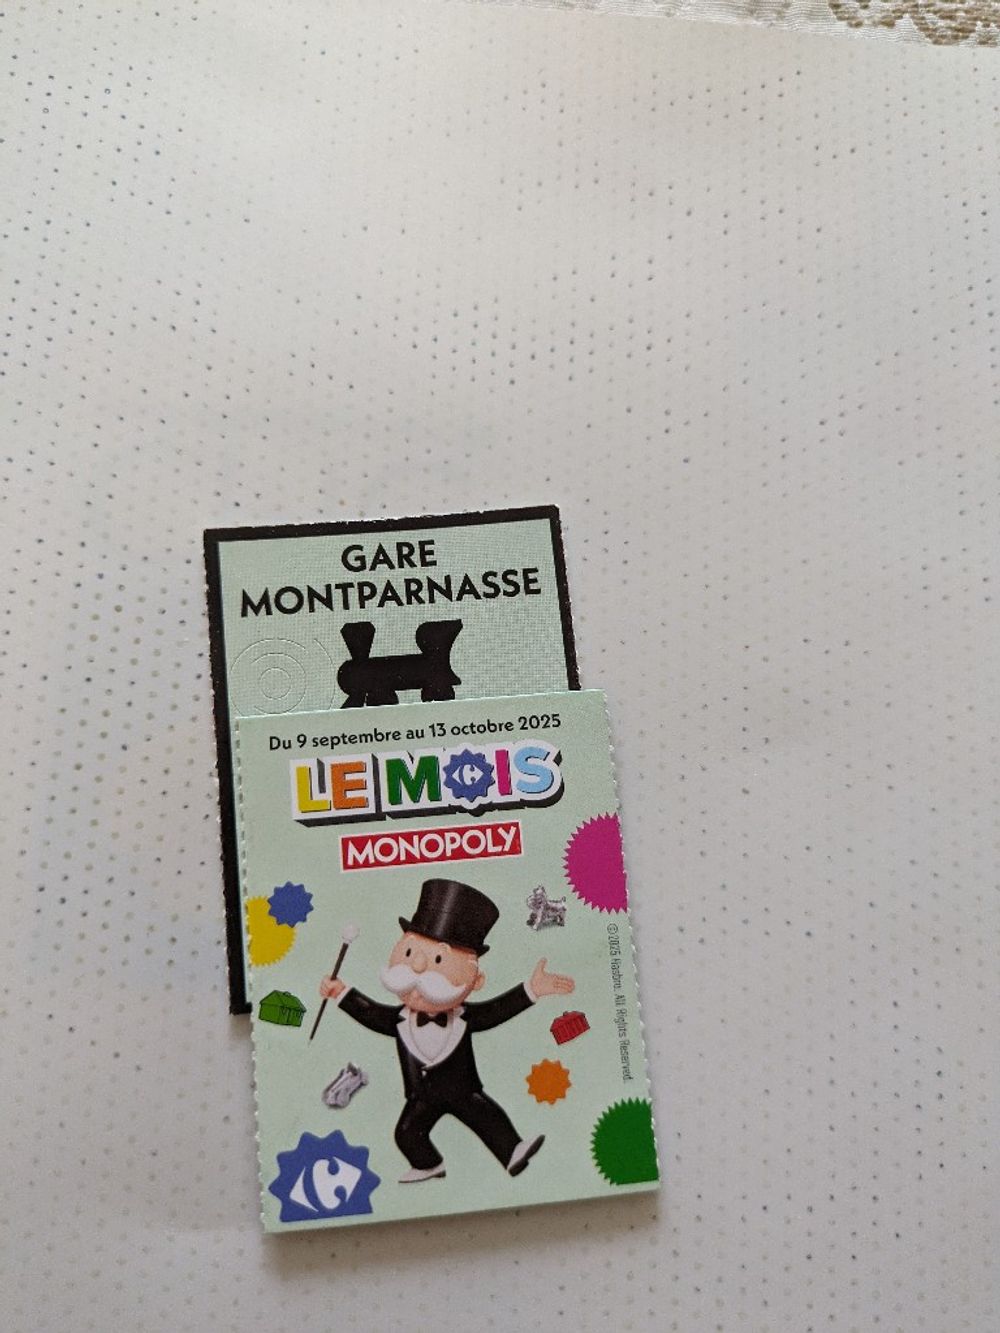 GARE
MONTPARNASSE
Du 9 septembre au 13 octobre 2025
LE MOIS
MONOPOLY
© 2025 Hasbro. All Rights Reserved.